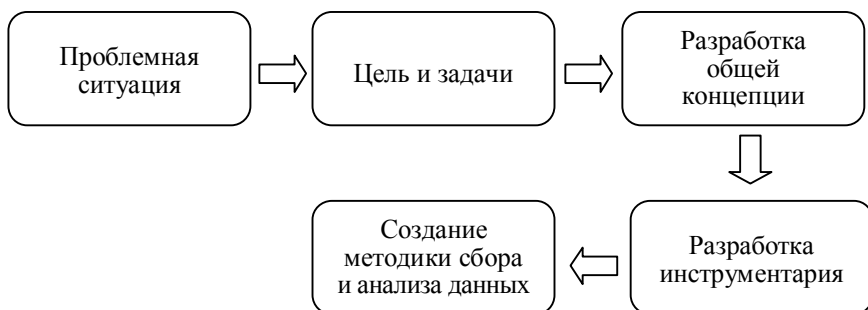 Проблемная
ситуация
Цель и задачи
Разработка
общей
концепции
Разработка
инструментария
Создание
методики сбора
и анализа данных